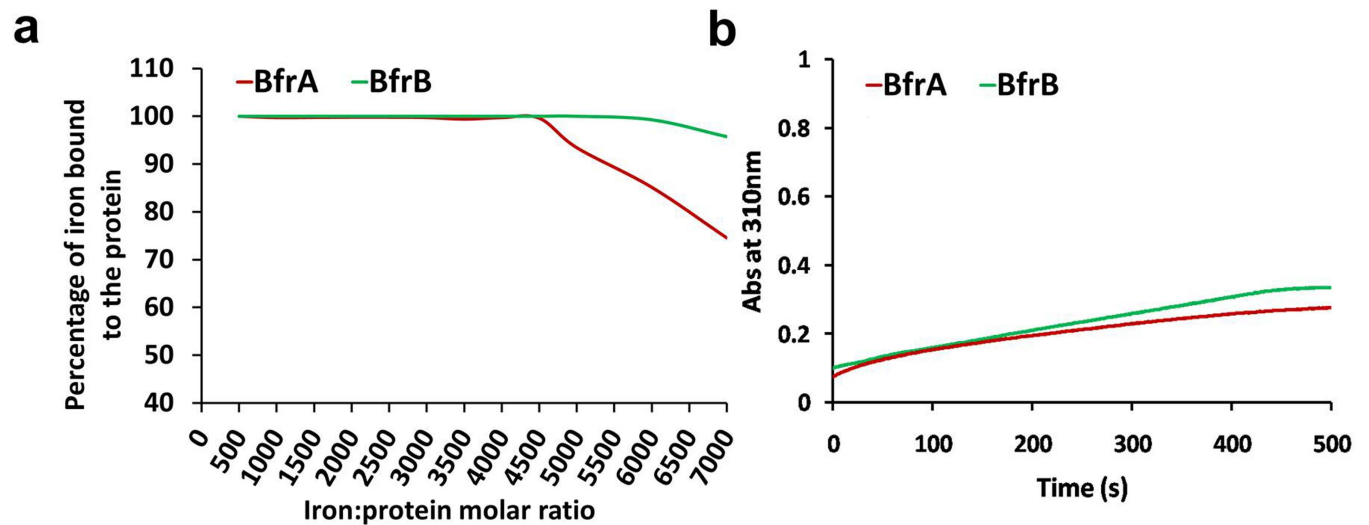 a
110
100
90
80
70
60
50
40
BfrA BfrB
Percentage of iron bound
to the protein
0 500 1000 1500 2000 2500 3000 3500 4000 4500 5000 5500 6000 6500 7000
Iron:protein molar ratio
b
1
0.8
0.6
0.4
0.2
0
BfrA BfrB
Abs at 310nm
0 100 200 300 400 500
Time (s)